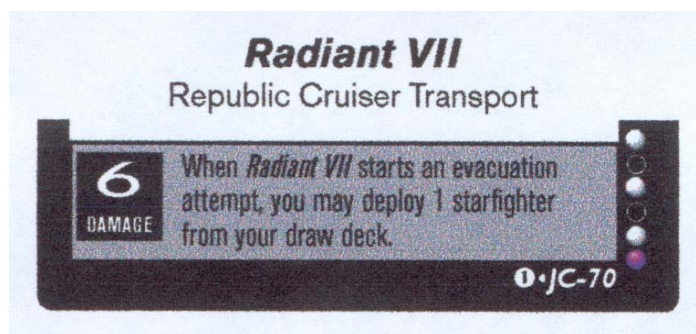 Radiant VII
Republic Cruiser Transport
6
DAMAGE
When Radiant VII starts an evacuation
attempt, you may deploy 1 starfighter
from your draw deck.
❶•JC-70